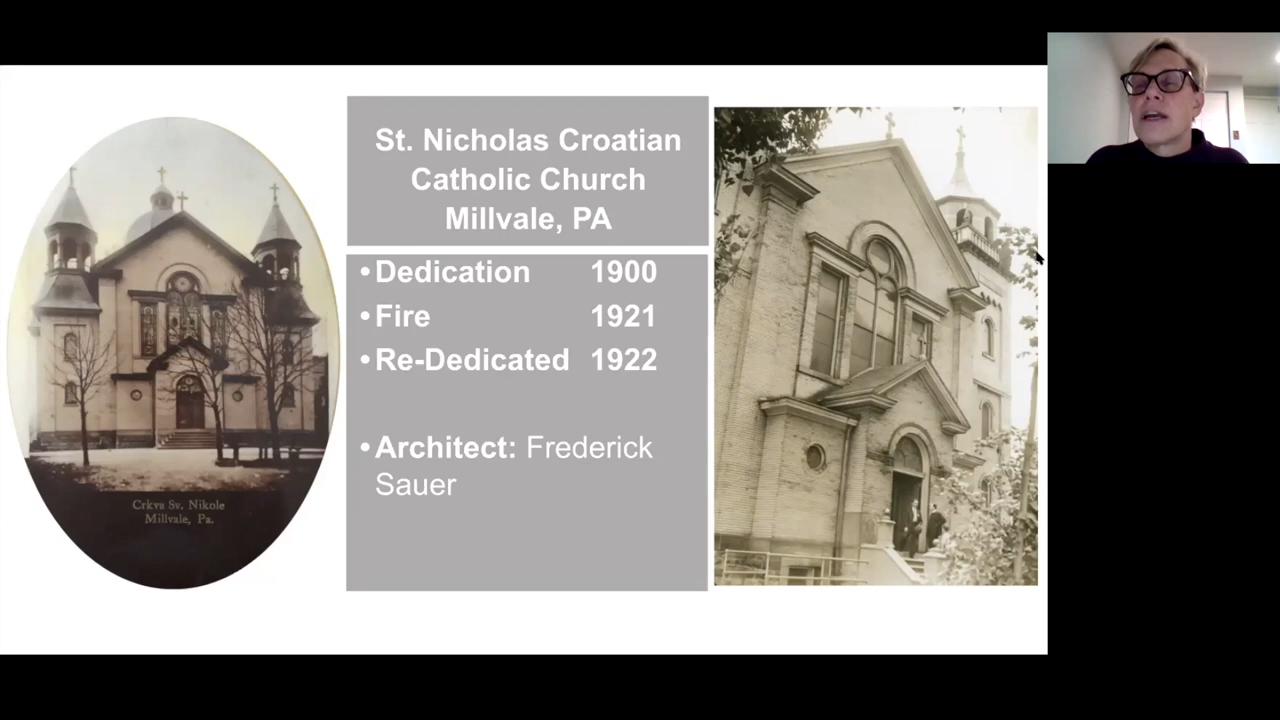 Crkva Sv. Nikole
Millvale, Pa.
St. Nicholas Croatian
Catholic Church
Millvale, PA
• Dedication 1900
• Fire 1921
• Re-Dedicated 1922
• Architect: Frederick
Sauer